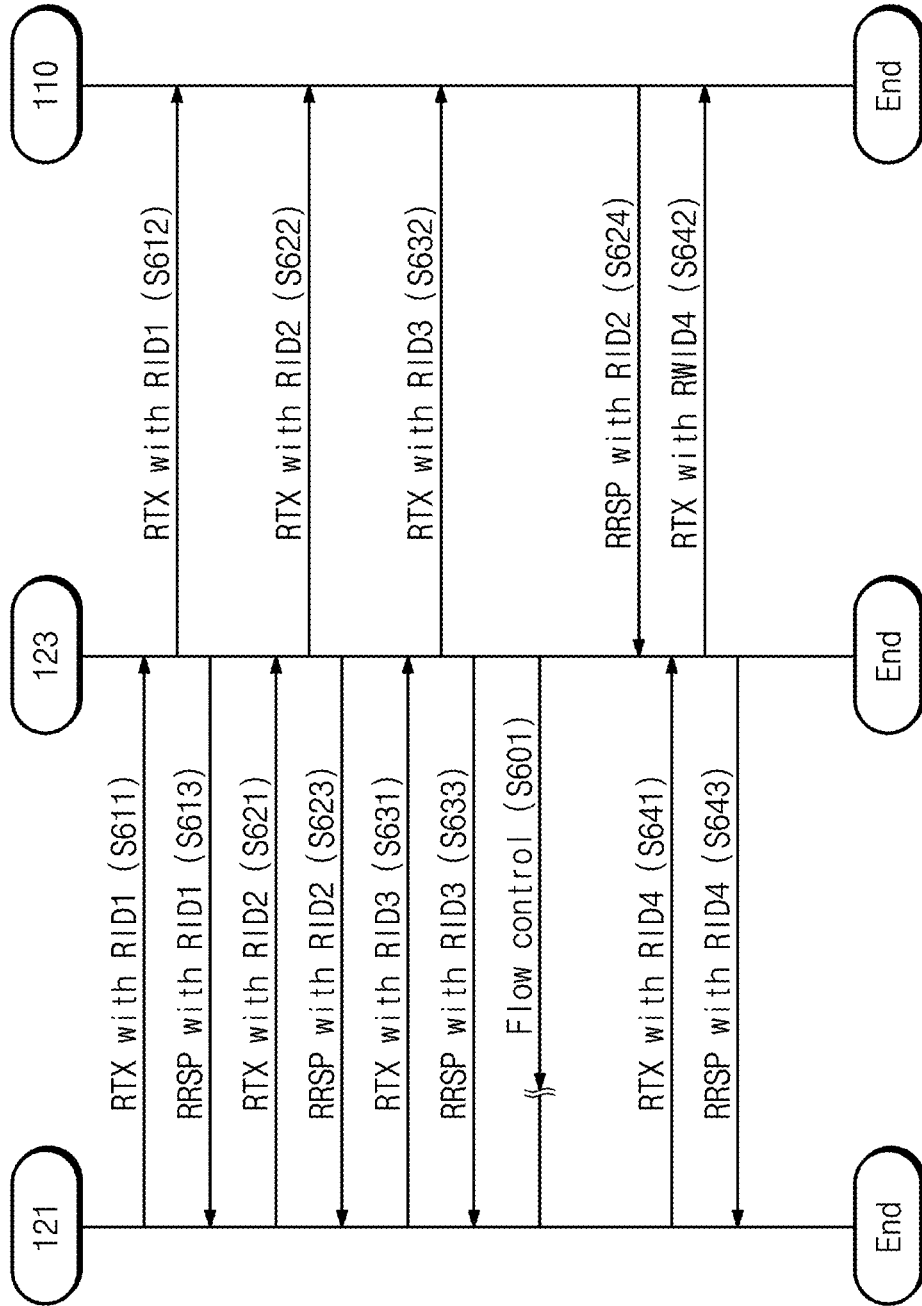 121
123
110
RTX with RID1 (S611)
RTX with RID1 (S612)
RRSP with RID1 (S613)
RTX with RID2 (S621)
RTX with RID2 (S622)
RRSP with RID2 (S623)
RTX with RID3 (S631)
RTX with RID3 (S632)
RRSP with RID3 (S633)
Flow control (S601)
RRSP with RID2 (S624)
RTX with RID4 (S641)
RTX with RWID4 (S642)
RRSP with RID4 (S643)
End
End
End